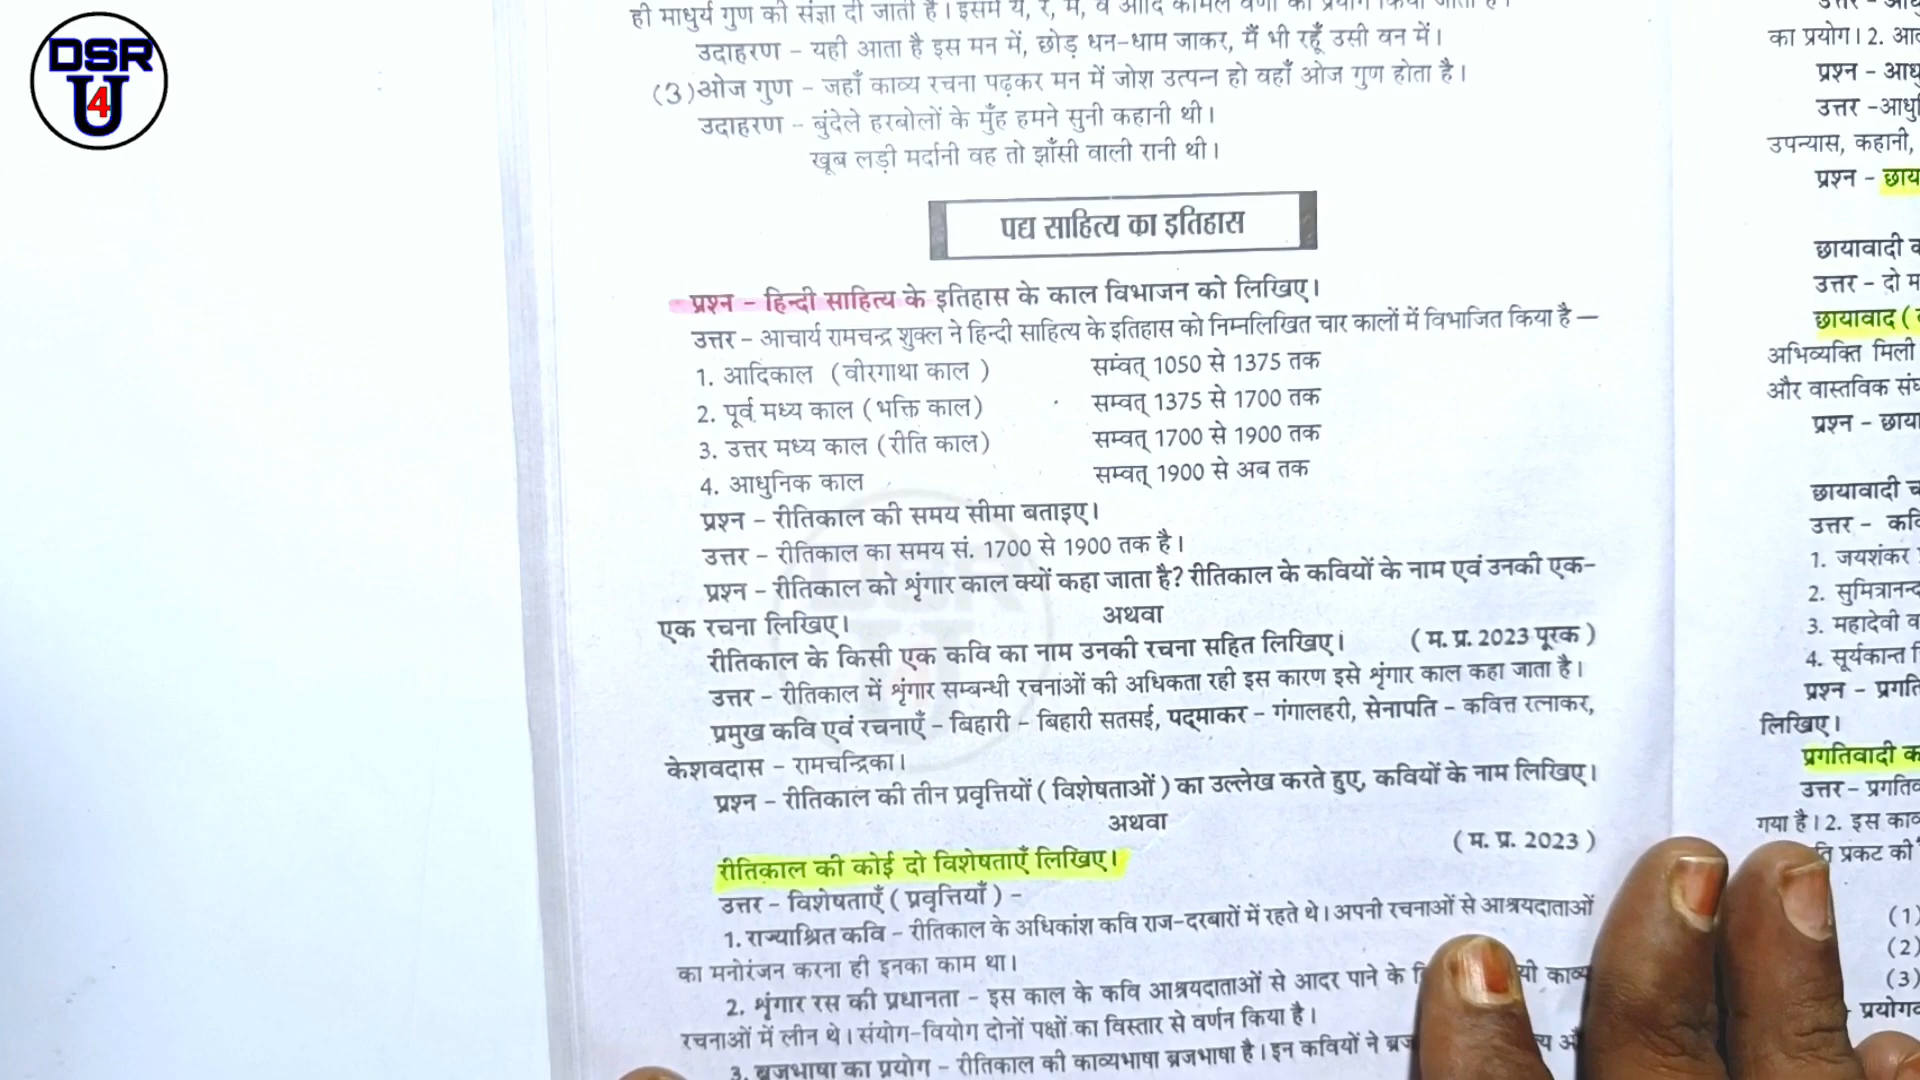 DSR
U
4
ही माधुर्य गुण की संज्ञा दी जाती है। इसमें य, र, म, व आदि कोमल वर्णों का प्रयोग किया जाता है।
उदाहरण – यही आता है इस मन में, छोड़ धन-धाम जाकर, मैं भी रहूँ उसी वन में।
(3) ओज गुण – जहाँ काव्य रचना पढ़कर मन में जोश उत्पन्न हो वहाँ ओज गुण होता है।
उदाहरण – बुंदेले हरबोलों के मुँह हमने सुनी कहानी थी।
खूब लड़ी मर्दानी वह तो झाँसी वाली रानी थी।
पद्य साहित्य का इतिहास
प्रश्न – हिन्दी साहित्य के इतिहास के काल विभाजन को लिखिए।
उत्तर – आचार्य रामचन्द्र शुक्ल ने हिन्दी साहित्य के इतिहास को निम्नलिखित चार कालों में विभाजित किया है —
1. आदिकाल (वीरगाथा काल ) सम्वत् 1050 से 1375 तक
2. पूर्व मध्य काल (भक्ति काल) सम्वत् 1375 से 1700 तक
3. उत्तर मध्य काल (रीति काल) सम्वत् 1700 से 1900 तक
4. आधुनिक काल सम्वत् 1900 से अब तक
प्रश्न – रीतिकाल की समय सीमा बताइए।
उत्तर – रीतिकाल का समय सं. 1700 से 1900 तक है।
प्रश्न – रीतिकाल को शृंगार काल क्यों कहा जाता है? रीतिकाल के कवियों के नाम एवं उनकी एक-
एक रचना लिखिए।
अथवा
रीतिकाल के किसी एक कवि का नाम उनकी रचना सहित लिखिए। ( म. प्र. 2023 पूरक )
उत्तर – रीतिकाल में शृंगार सम्बन्धी रचनाओं की अधिकता रही इस कारण इसे शृंगार काल कहा जाता है।
प्रमुख कवि एवं रचनाएँ – बिहारी – बिहारी सतसई, पद्माकर – गंगालहरी, सेनापति – कवित्त रत्नाकर,
केशवदास – रामचन्द्रिका।
प्रश्न – रीतिकाल की तीन प्रवृत्तियों ( विशेषताओं ) का उल्लेख करते हुए, कवियों के नाम लिखिए।
अथवा
रीतिकाल की कोई दो विशेषताएँ लिखिए। ( म. प्र. 2023 )
उत्तर – विशेषताएँ ( प्रवृत्तियाँ ) –
1. राज्याश्रित कवि – रीतिकाल के अधिकांश कवि राज-दरबारों में रहते थे। अपनी रचनाओं से आश्रयदाताओं
का मनोरंजन करना ही इनका काम था।
2. शृंगार रस की प्रधानता – इस काल के कवि आश्रयदाताओं से आदर पाने के काव्य
रचनाओं में लीन थे। संयोग-वियोग दोनों पक्षों का विस्तार से वर्णन किया है।
3. ब्रजभाषा का प्रयोग – रीतिकाल की काव्यभाषा ब्रजभाषा है। इन कवियों ने
का प्रयोग। 2.
प्रश्न –
उत्तर –
उपन्यास, कहानी,
प्रश्न –
छायावादी
उत्तर – दो
छायावाद (
अभिव्यक्ति मिली
और वास्तविक
प्रश्न –
छायावादी
उत्तर –
1. जयशंकर
2.
3. महादेवी
4. सूर्यकान्त
प्रश्न –
लिखिए।
प्रगतिवादी
उत्तर –
गया है। 2. इस
प्रकट की
(1)
(2)
(3)